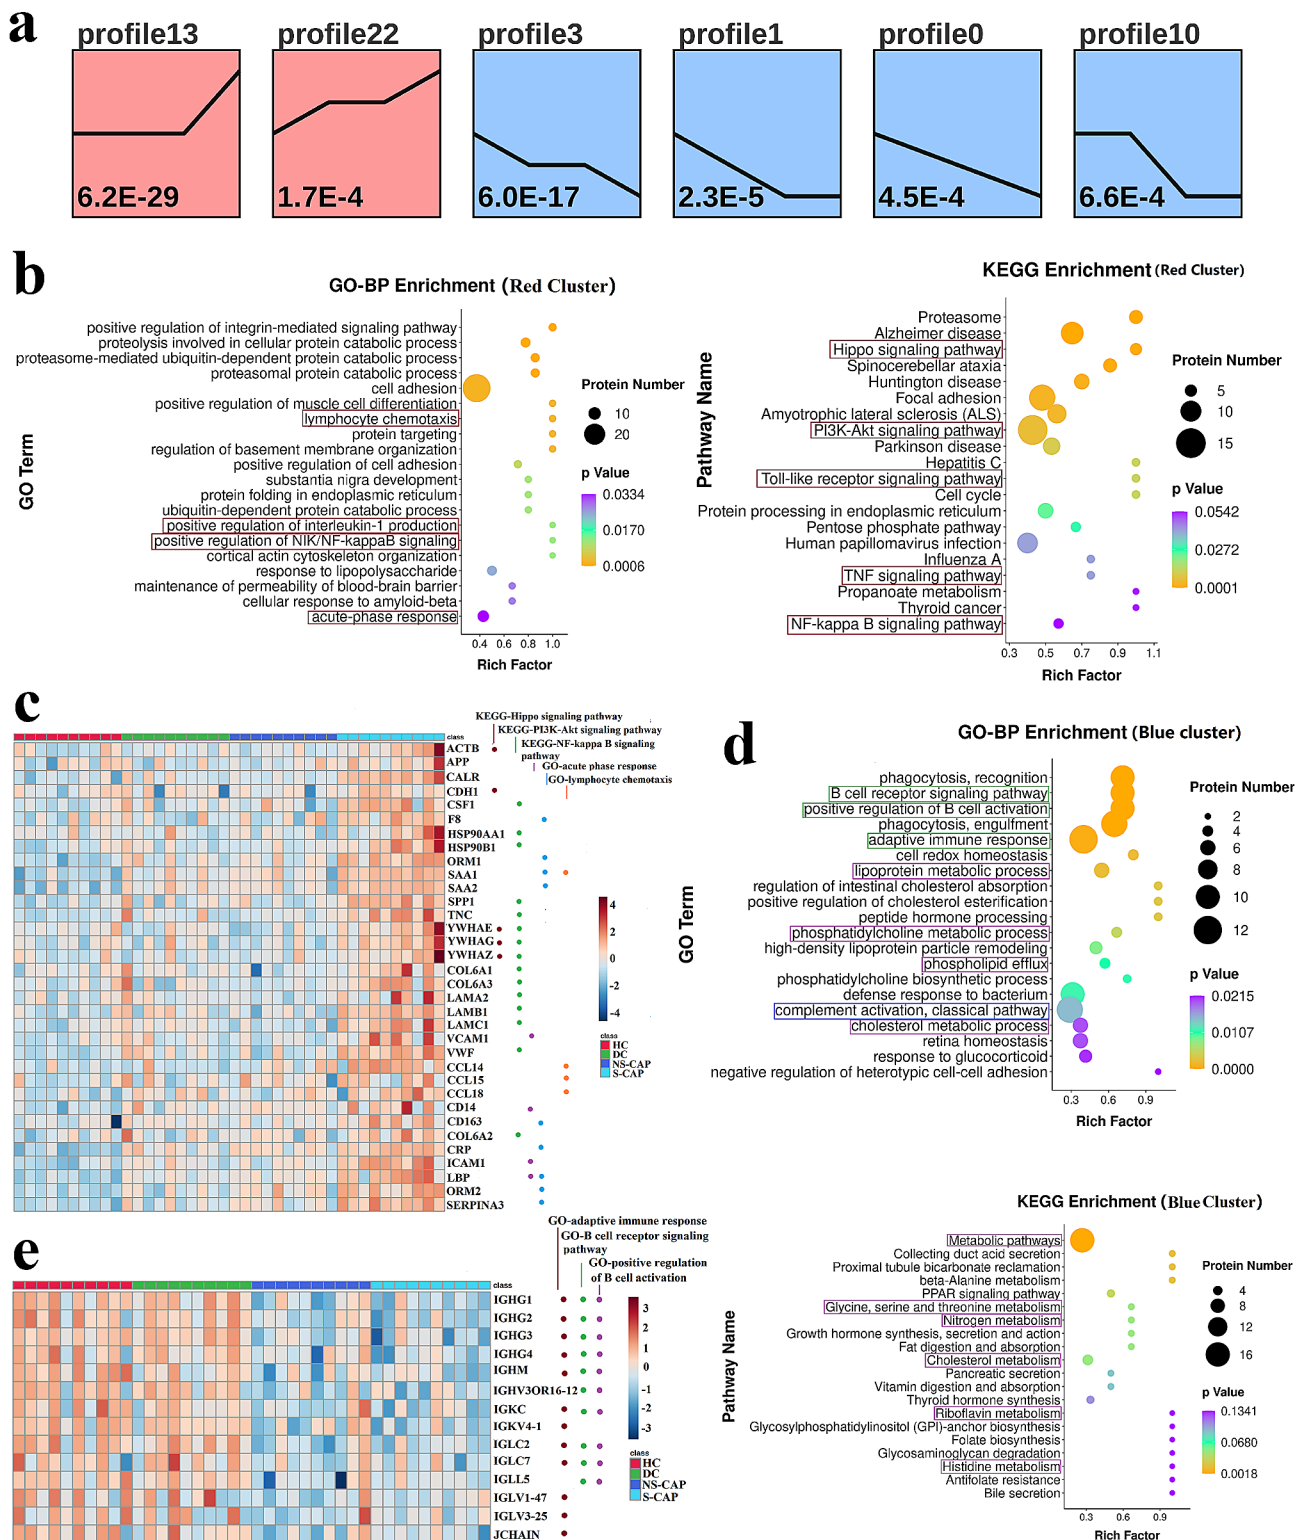 a
profile13
profile22
profile3
profile1
profile0
profile10
6.2E-29
1.7E-4
6.0E-17
2.3E-5
4.5E-4
6.6E-4
b
GO-BP Enrichment (Red Cluster)
GO Term
positive regulation of integrin-mediated signaling pathway
proteolysis involved in cellular protein catabolic process
proteasome-mediated ubiquitin-dependent protein catabolic process
proteasomal protein catabolic process
cell adhesion
positive regulation of muscle cell differentiation
lymphocyte chemotaxis
protein targeting
regulation of basement membrane organization
positive regulation of cell adhesion
substantia nigra development
protein folding in endoplasmic reticulum
ubiquitin-dependent protein catabolic process
positive regulation of interleukin-1 production
positive regulation of NIK/NF-kappaB signaling
cortical actin cytoskeleton organization
response to lipopolysaccharide
maintenance of permeability of blood-brain barrier
cellular response to amyloid-beta
acute-phase response
0.4 0.6 0.8 1.0
Rich Factor
Protein Number
10
20
p Value
0.0334
0.0170
0.0006
KEGG Enrichment (Red Cluster)
Pathway Name
Proteasome
Alzheimer disease
Hippo signaling pathway
Spinocerebellar ataxia
Huntington disease
Focal adhesion
Amyotrophic lateral sclerosis (ALS)
PI3K-Akt signaling pathway
Parkinson disease
Hepatitis C
Toll-like receptor signaling pathway
Cell cycle
Protein processing in endoplasmic reticulum
Pentose phosphate pathway
Human papillomavirus infection
Influenza A
TNF signaling pathway
Propanoate metabolism
Thyroid cancer
NF-kappa B signaling pathway
0.3 0.5 0.7 0.9 1.1
Rich Factor
Protein Number
5
10
15
p Value
0.0542
0.0272
0.0001
c
KEGG-Hippo signaling pathway
KEGG-PI3K-Akt signaling pathway
KEGG-NF-kappa B signaling
pathway
GO-acute phase response
GO-lymphocyte chemotaxis
class
ACTB
APP
CALR
CDH1
CSF1
F8
HSP90AA1
HSP90B1
ORM1
SAA1
SAA2
SPP1
TNC
YWHAE
YWHAG
YWHAZ
COL6A1
COL6A3
LAMA2
LAMB1
LAMC1
VCAM1
VWF
CCL14
CCL15
CCL18
CD14
CD163
COL6A2
CRP
ICAM1
LBP
ORM2
SERPINA3
4
2
0
-2
-4
class
HC
DC
NS-CAP
S-CAP
d
GO-BP Enrichment (Blue cluster)
GO Term
phagocytosis, recognition
B cell receptor signaling pathway
positive regulation of B cell activation
phagocytosis, engulfment
adaptive immune response
cell redox homeostasis
lipoprotein metabolic process
regulation of intestinal cholesterol absorption
positive regulation of cholesterol esterification
peptide hormone processing
phosphatidylcholine metabolic process
high-density lipoprotein particle remodeling
phospholipid efflux
phosphatidylcholine biosynthetic process
defense response to bacterium
complement activation, classical pathway
cholesterol metabolic process
retina homeostasis
response to glucocorticoid
negative regulation of heterotypic cell-cell adhesion
0.3 0.6 0.9
Rich Factor
Protein Number
2
4
6
8
10
12
p Value
0.0215
0.0107
0.0000
KEGG Enrichment (Blue Cluster)
Pathway Name
Metabolic pathways
Collecting duct acid secretion
Proximal tubule bicarbonate reclamation
beta-Alanine metabolism
PPAR signaling pathway
Glycine, serine and threonine metabolism
Nitrogen metabolism
Growth hormone synthesis, secretion and action
Fat digestion and absorption
Cholesterol metabolism
Pancreatic secretion
Vitamin digestion and absorption
Thyroid hormone synthesis
Riboflavin metabolism
Glycosylphosphatidylinositol (GPI)-anchor biosynthesis
Folate biosynthesis
Glycosaminoglycan degradation
Histidine metabolism
Antifolate resistance
Bile secretion
0.3 0.6 0.9
Rich Factor
Protein Number
4
8
12
16
p Value
0.1341
0.0680
0.0018
e
GO-adaptive immune response
GO-B cell receptor signaling
pathway
GO-positive regulation
of B cell activation
class
IGHG1
IGHG2
IGHG3
IGHG4
IGHM
IGHV3OR16-12
IGKC
IGKV4-1
IGLC2
IGLC7
IGLL5
IGLV1-47
IGLV3-25
JCHAIN
3
2
1
0
-1
-2
-3
class
HC
DC
NS-CAP
S-CAP